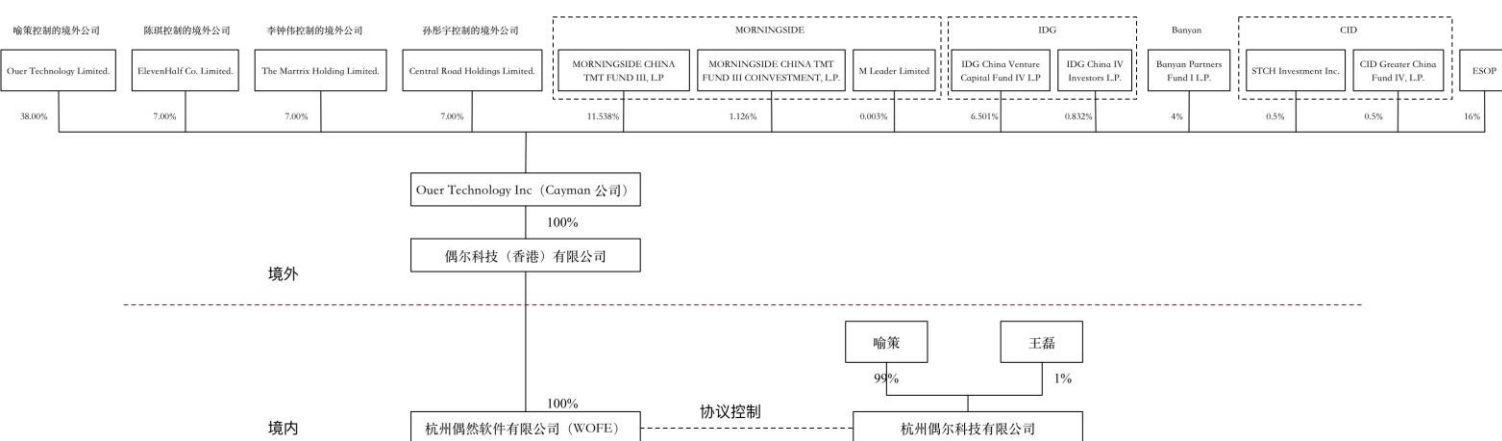 喻策控制的境外公司
陈琪控制的境外公司
李钟伟控制的境外公司
孙彤宇控制的境外公司
MORNINGSIDE
IDG
Banyan
CID
Ouer Technology Limited.
ElevenHalf Co. Limited.
The Martrix Holding Limited.
Central Road Holdings Limited.
MORNINGSIDE CHINA
TMT FUND III, L.P
MORNINGSIDE CHINA TMT
FUND III COINVESTMENT, L.P.
M Leader Limited
IDG China Venture
Capital Fund IV L.P
IDG China IV
Investors L.P.
Banyan Partners
Fund I L.P.
STCH Investment Inc.
CID Greater China
Fund IV, L.P.
ESOP
38.00%
7.00%
7.00%
7.00%
11.538%
1.126%
0.003%
6.501%
0.832%
4%
0.5%
0.5%
16%
Ouer Technology Inc（Cayman 公司）
100%
偶尔科技（香港）有限公司
境外
喻策
王磊
99%
1%
100%
协议控制
境内
杭州偶然软件有限公司（WOFE）
杭州偶尔科技有限公司